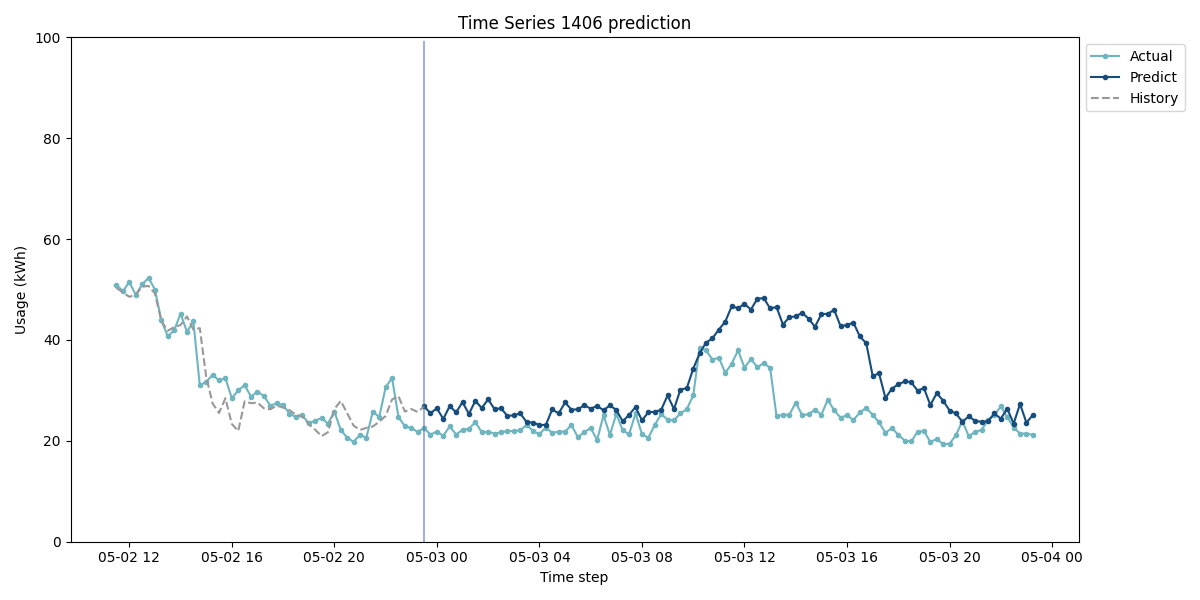 Time Series 1406 prediction
100
80
60
40
20
0
Usage (kWh)
05-02 12
05-02 16
05-02 20
05-03 00
05-03 04
05-03 08
05-03 12
05-03 16
05-03 20
05-04 00
Time step
Actual
Predict
History